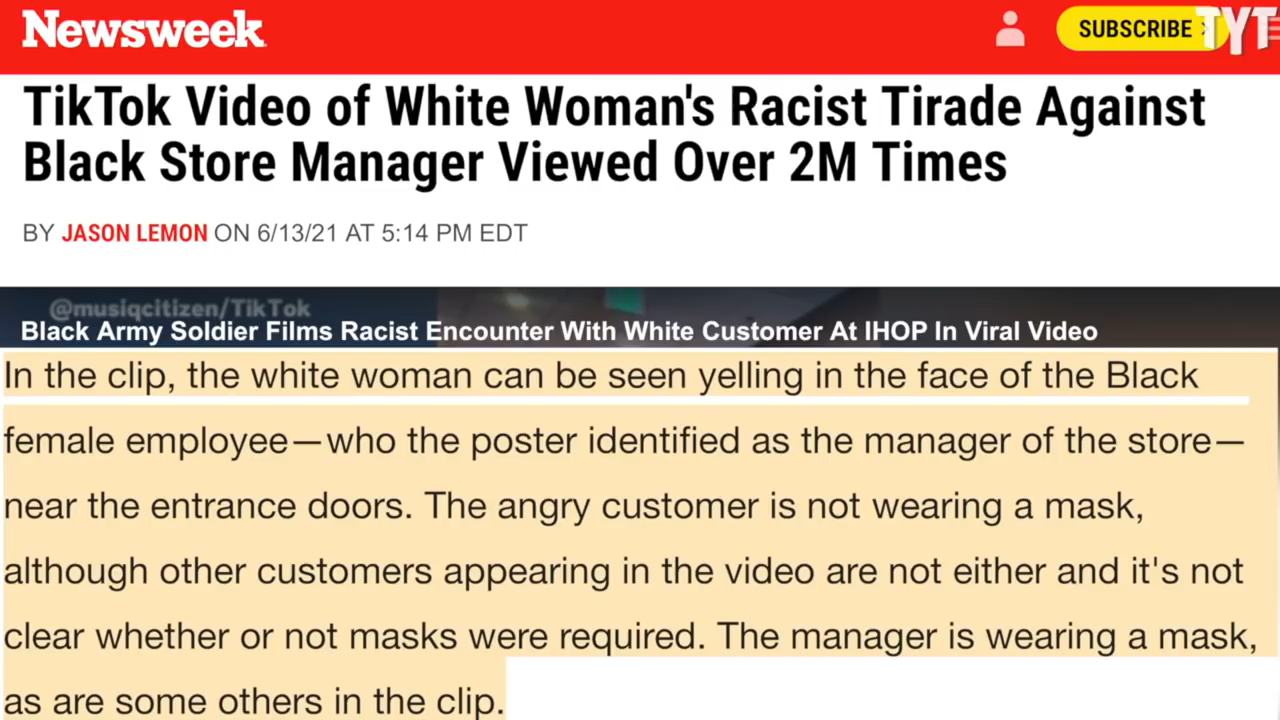 Newsweek
SUBSCRIBE >
TYT
TikTok Video of White Woman's Racist Tirade Against
Black Store Manager Viewed Over 2M Times
BY JASON LEMON ON 6/13/21 AT 5:14 PM EDT
@musiqcitizen/TikTok
Black Army Soldier Films Racist Encounter With White Customer At IHOP In Viral Video
In the clip, the white woman can be seen yelling in the face of the Black
female employee—who the poster identified as the manager of the store—
near the entrance doors. The angry customer is not wearing a mask,
although other customers appearing in the video are not either and it's not
clear whether or not masks were required. The manager is wearing a mask,
as are some others in the clip.